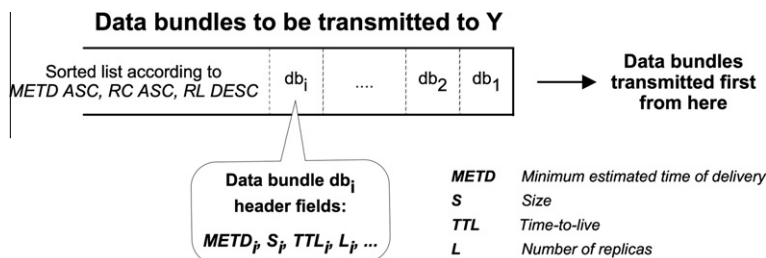 Data bundles to be transmitted to Y
Sorted list according to
METD ASC, RC ASC, RL DESC
db_i
....
db_2
db_1
Data bundles
transmitted first
from here
Data bundle db_i
header fields:
METD_i, S_i, TTL_i, L_i, ...
METD Minimum estimated time of delivery
S Size
TTL Time-to-live
L Number of replicas